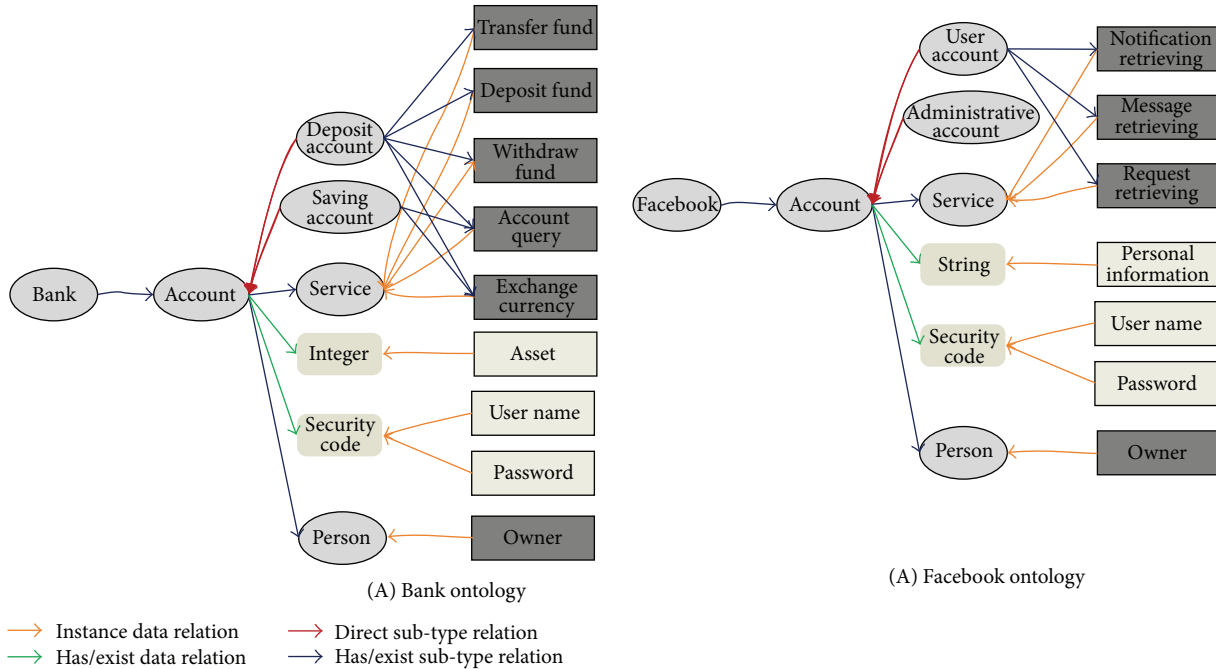 Transfer fund
Deposit fund
Deposit
account
Withdraw
fund
Saving
account
Account
query
Bank
Account
Service
Exchange
currency
Integer
Asset
Security
code
User name
Password
Person
Owner
(A) Bank ontology
User
account
Notification
retrieving
Administrative
account
Message
retrieving
Request
retrieving
Facebook
Account
Service
String
Personal
information
Security
code
User name
Password
Person
Owner
(A) Facebook ontology
Instance data relation
Direct sub-type relation
Has/exist data relation
Has/exist sub-type relation